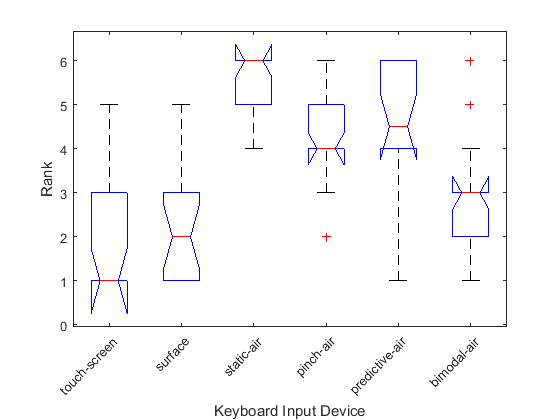 Rank
6
5
4
3
2
1
0
touch-screen
surface
static-air
pinch-air
predictive-air
bimodal-air
Keyboard Input Device